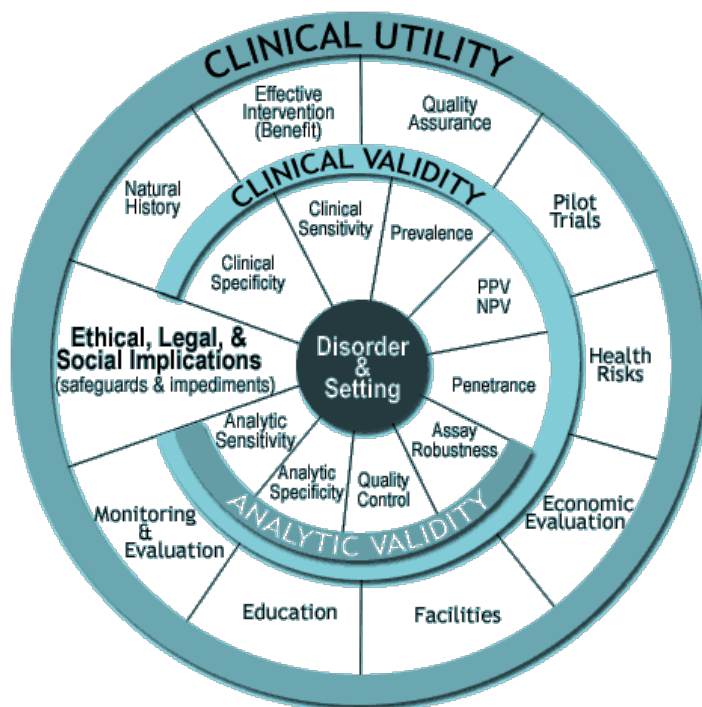 CLINICAL UTILITY
Effective
Intervention
(Benefit)
Quality
Assurance
Natural
History
Pilot
Trials
CLINICAL VALIDITY
Clinical
Sensitivity
Prevalence
Clinical
Specificity
PPV
NPV
Ethical, Legal, &
Social Implications
(safeguards & impediments)
Disorder
&
Setting
Health
Risks
Penetrance
Analytic
Sensitivity
Assay
Robustness
Analytic
Specificity
Quality
Control
ANALYTIC VALIDITY
Monitoring
&
Evaluation
Economic
Evaluation
Education
Facilities